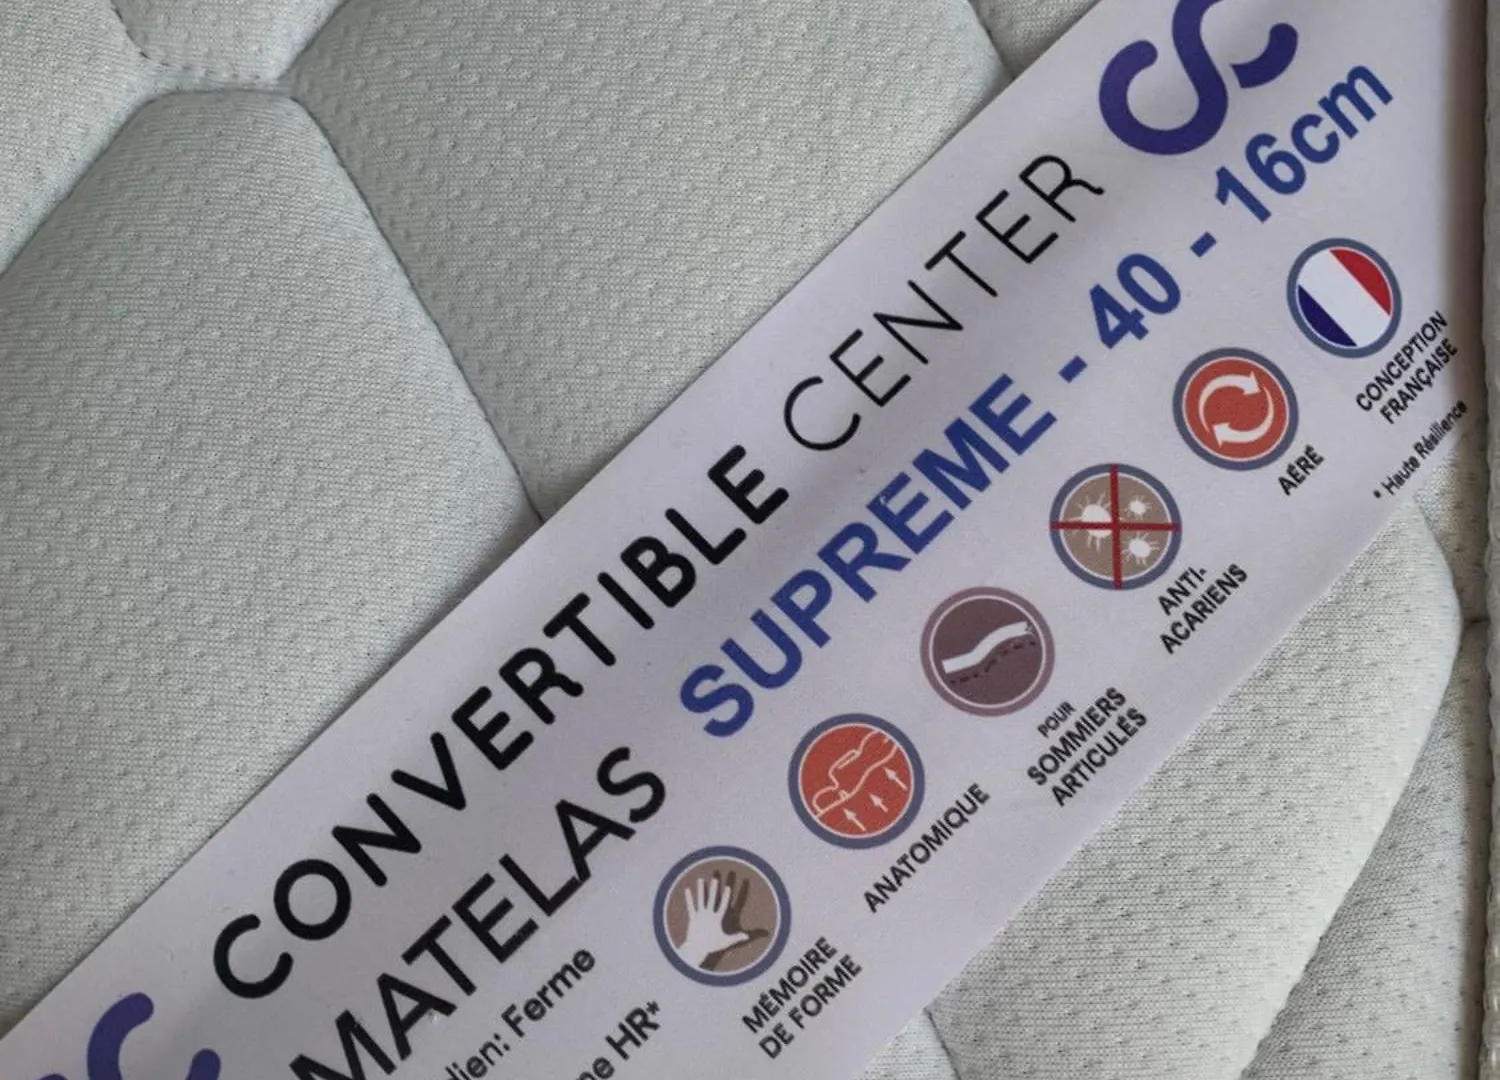 CONVERTIBLE CENTER
MATELAS SUPREME - 40 - 16cm
Ferme
HR*
MÉMOIRE
DE FORME
ANATOMIQUE
POUR
SOMMIERS
ARTICULÉS
ANTI-
ACARIENS
AÉRÉ
CONCEPTION
FRANÇAISE
* Haute Résilience